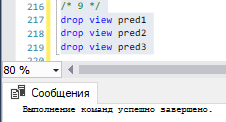 216 /* 9 */
217 drop view pred1
218 drop view pred2
219 drop view pred3
80 %
Сообщения
Выполнение команд успешно завершено.